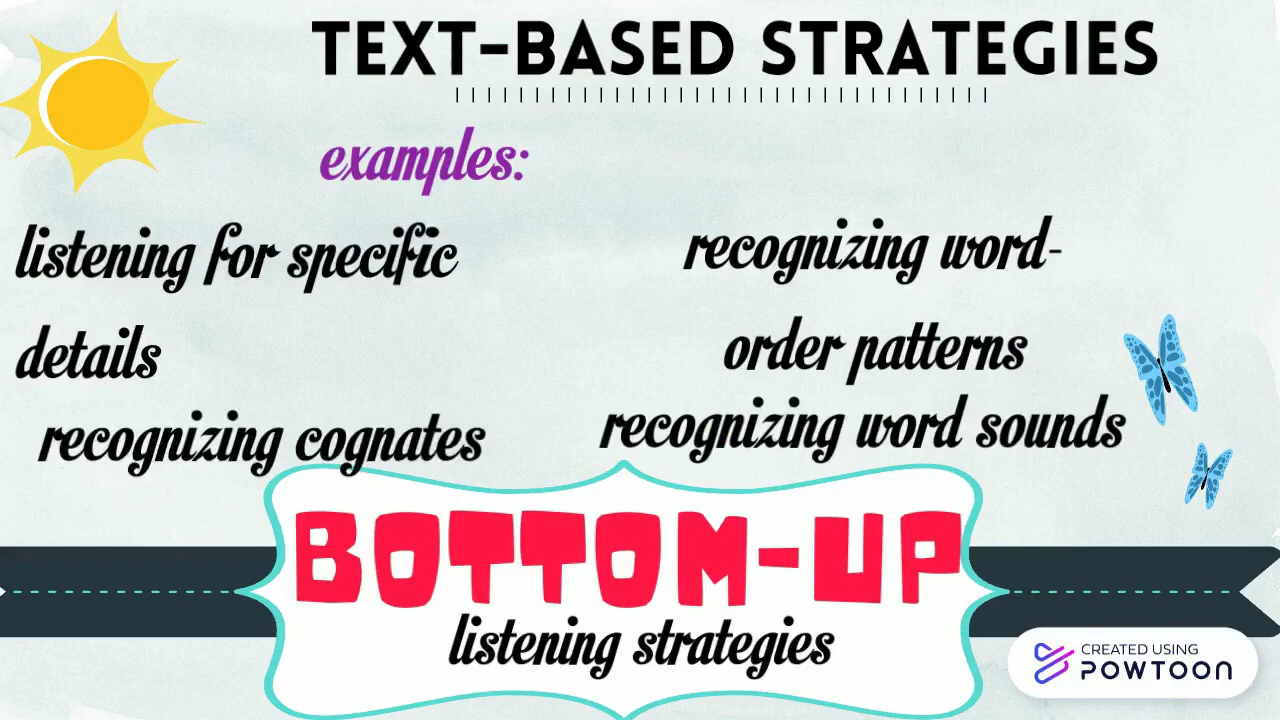 TEXT-BASED STRATEGIES
examples:
listening for specific
details
recognizing cognates
recognizing word-
order patterns
recognizing word sounds
BOTTOM-UP
listening strategies
CREATED USING
POWTOON